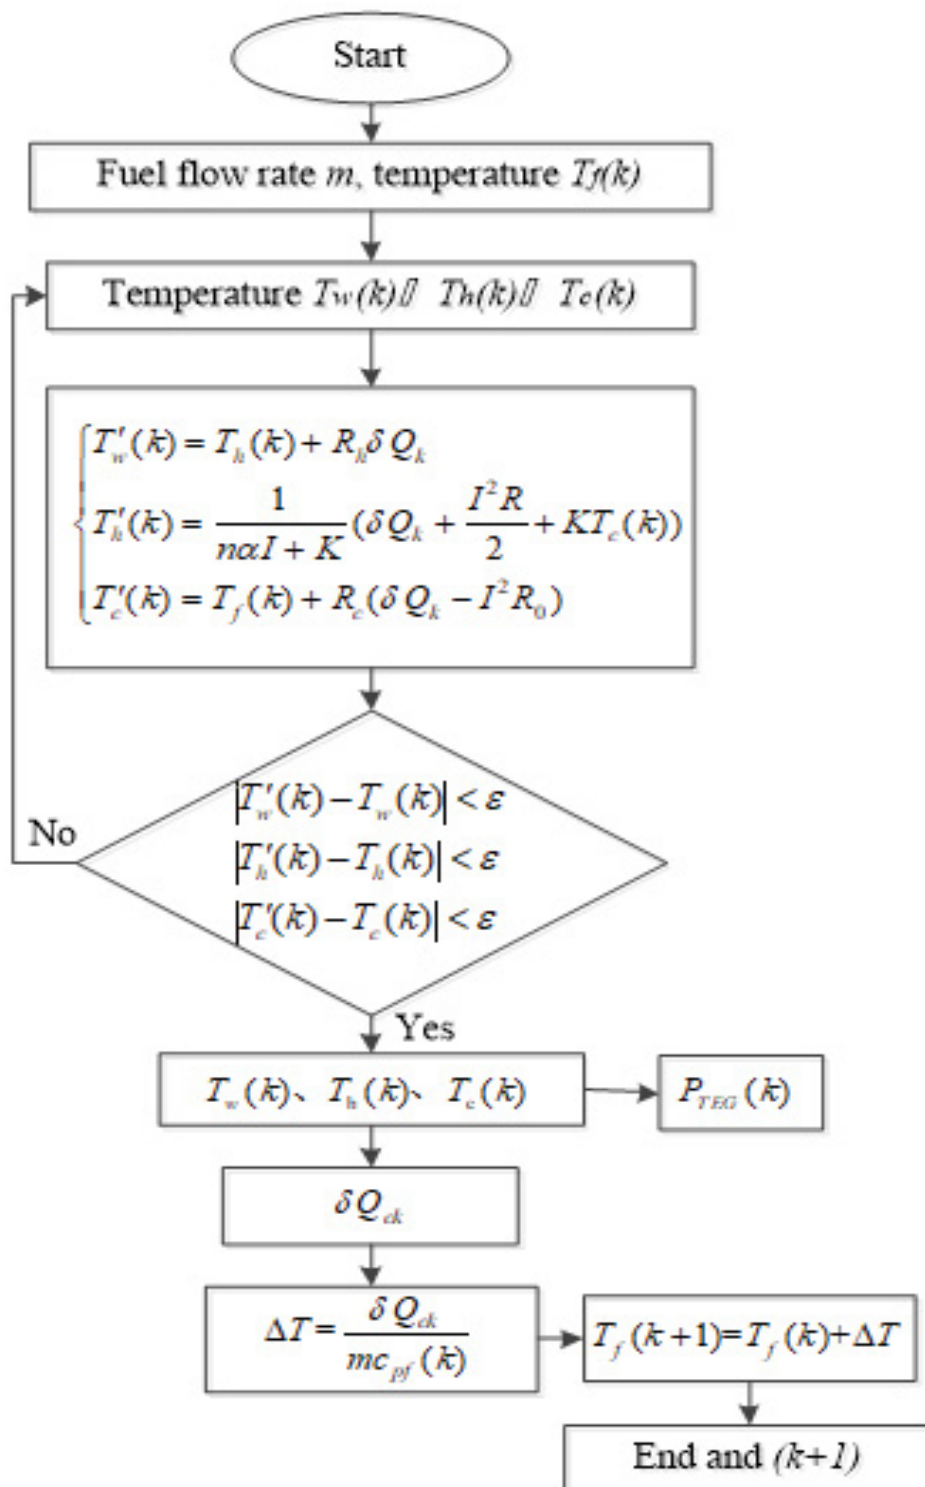 Start
Fuel flow rate m, temperature Tf(k)
Temperature Tw(k)▯ Th(k)▯ Tc(k)
T'w(k) = Th(k) + RhδQk
T'h(k) = 1/(nαI + K) (δQk + I²R/2 + KTc(k))
T'c(k) = Tf(k) + Rc(δQk − I²R0)
|T'w(k) − Tw(k)| < ε
No
|T'h(k) − Th(k)| < ε
|T'c(k) − Tc(k)| < ε
Yes
Tw(k)、Th(k)、Tc(k)
PTEG(k)
δQck
ΔT = δQck/mcpf(k)
Tf(k+1)=Tf(k)+ΔT
End and (k+1)